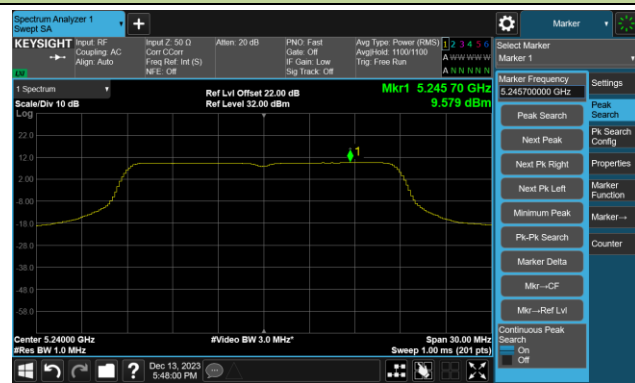 Spectrum Analyzer 1
Swept SA
Marker
KEYSIGHT
Input: RF
Coupling: AC
Align: Auto
Input Z: 50 Ω
Corr CCorr
Freq Ref: Int (S)
NFE: Off
Atten: 20 dB
PNO: Fast
Gate: Off
IF Gain: Low
Sig Track: Off
Avg Type: Power (RMS)
Avg|Hold: 1100/1100
Trig: Free Run
1 2 3 4 5 6
A W W W W W
A N N N N N
Select Marker
Marker 1
LW
1 Spectrum
Scale/Div 10 dB
Log
Ref Lvl Offset 22.00 dB
Ref Level 32.00 dBm
Mkr1 5.245 70 GHz
9.579 dBm
22.0
12.0
2.00
-8.00
-18.0
-28.0
-38.0
-48.0
-58.0
1
Center 5.24000 GHz
#Res BW 1.0 MHz
#Video BW 3.0 MHz*
Span 30.00 MHz
Sweep 1.00 ms (201 pts)
Marker Frequency
5.245700000 GHz
Peak Search
Next Peak
Next Pk Right
Next Pk Left
Minimum Peak
Pk-Pk Search
Marker Delta
Mkr→CF
Mkr→Ref Lvl
Continuous Peak
Search
On
Off
Settings
Peak
Search
Pk Search
Config
Properties
Marker
Function
Marker→
Counter
?
Dec 13, 2023
5:48:00 PM